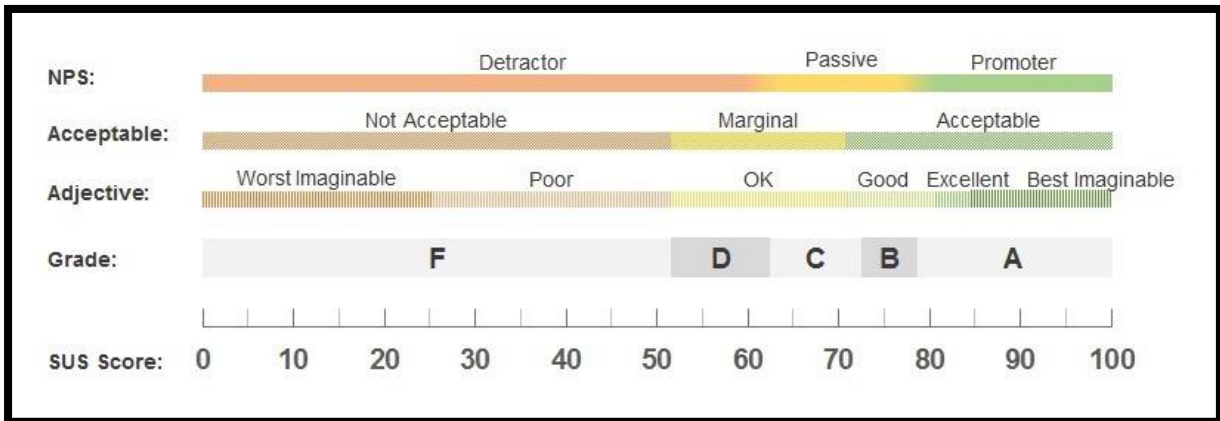 NPS: Detractor Passive Promoter
Acceptable: Not Acceptable Marginal Acceptable
Adjective: Worst Imaginable Poor OK Good Excellent Best Imaginable
Grade: F D C B A
SUS Score: 0 10 20 30 40 50 60 70 80 90 100